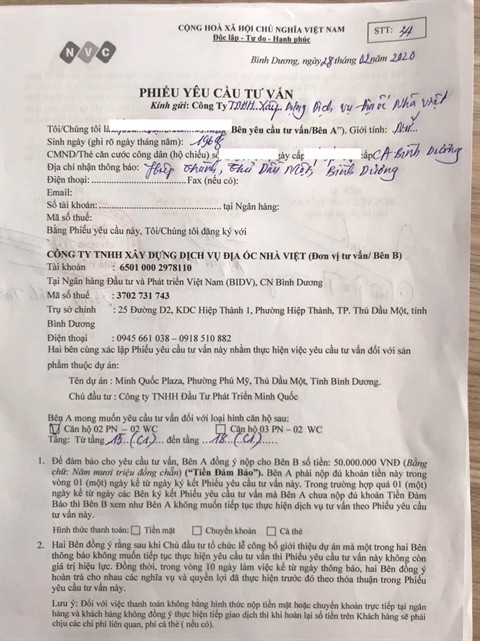 CỘNG HOÀ XÃ HỘI CHỦ NGHĨA VIỆT NAM
Độc lập - Tự do - Hạnh phúc
STT: 34
NVC
Bình Dương, ngày 28 tháng 02 năm 2020
PHIẾU YÊU CẦU TƯ VẤN
Kính gửi: Công Ty TNHH Xây Dựng Dịch vụ Địa ốc Nhà Việt
Tôi/Chúng tôi là Bên yêu cầu tư vấn/Bên A"). Giới tính:
Sinh ngày (ghi rõ ngày tháng năm): 1968
CMND/Thẻ căn cước công dân (hộ chiếu) số ngày cấp cấp CA Bình Dương
Địa chỉ nhận thông báo: Hiệp Thành, Thủ Dầu Một, Bình Dương
Điện thoại: Fax (nếu có):
Email:
Số tài khoản: tại Ngân hàng:
Mã số thuế:
Bằng Phiếu yêu cầu này, Tôi/Chúng tôi đăng ký với
CÔNG TY TNHH XÂY DỰNG DỊCH VỤ ĐỊA ỐC NHÀ VIỆT (Đơn vị tư vấn/ Bên B)
Tài khoản : 6501 000 2978110
Tại Ngân hàng Đầu tư và Phát triển Việt Nam (BIDV), CN Bình Dương
Mã số thuế : 3702 731 743
Trụ sở chính : 25 Đường D2, KDC Hiệp Thành 1, Phường Hiệp Thành, TP. Thủ Dầu Một, tỉnh
Bình Dương
Điện thoại : 0945 661 038 – 0918 510 882
Hai bên cùng xác lập Phiếu yêu cầu tư vấn này nhằm thực hiện việc yêu cầu tư vấn đối với sản
phẩm thuộc dự án:
Tên dự án : Minh Quốc Plaza, Phường Phú Mỹ, Thủ Dầu Một, Tỉnh Bình Dương.
Chủ đầu tư : Công ty TNHH Đầu Tư Phát Triển Minh Quốc
Bên A mong muốn yêu cầu tư vấn đối với loại hình căn hộ sau:
Căn hộ 02 PN – 02 WC Căn hộ 03 PN – 02 WC
Tầng: Từ tầng 15 (C1) đến tầng 18 (C1)
1. Để đảm bảo cho yêu cầu tư vấn, Bên A đồng ý nộp cho Bên B số tiền: 50.000.000 VNĐ (Bằng
chữ: Năm mươi triệu đồng chẵn) ("Tiền Đảm Bảo"). Bên A phải nộp đủ khoản tiền này trong
vòng 01 (một) ngày kể từ ngày ký kết Phiếu yêu cầu tư vấn này. Trong trường hợp quá 01 (một)
ngày kể từ ngày các Bên ký kết Phiếu yêu cầu tư vấn mà Bên A chưa nộp đủ khoản Tiền Đảm
Bảo thì Bên B xem như Bên A không muốn tiếp tục thực hiện dịch vụ tư vấn theo Phiếu yêu cầu
tư vấn này.
Hình thức thanh toán: Tiền mặt Chuyển khoản Cà thẻ
2. Hai Bên đồng ý rằng sau khi Chủ đầu tư tổ chức lễ công bố giới thiệu dự án mà một trong hai Bên
thông báo không muốn tiếp tục thực hiện yêu cầu tư vấn thì Phiếu yêu cầu tư vấn này không còn
giá trị hiệu lực. Đồng thời, trong vòng 10 ngày làm việc kể từ ngày thông báo, hai Bên đồng ý
hoàn trả cho nhau các nghĩa vụ và quyền lợi đã thực hiện trước đó theo thỏa thuận trong Phiếu
yêu cầu tư vấn này.
Lưu ý: Đối với việc thanh toán không bằng hình thức nộp tiền mặt hoặc chuyển khoản trực tiếp tại ngân
hàng và khách hàng không đồng ý thực hiện tiếp giao dịch thì khi hoàn lại số tiền trên Khách hàng sẽ phải
chịu các chi phí liên quan, phí cà thẻ ( nếu có).